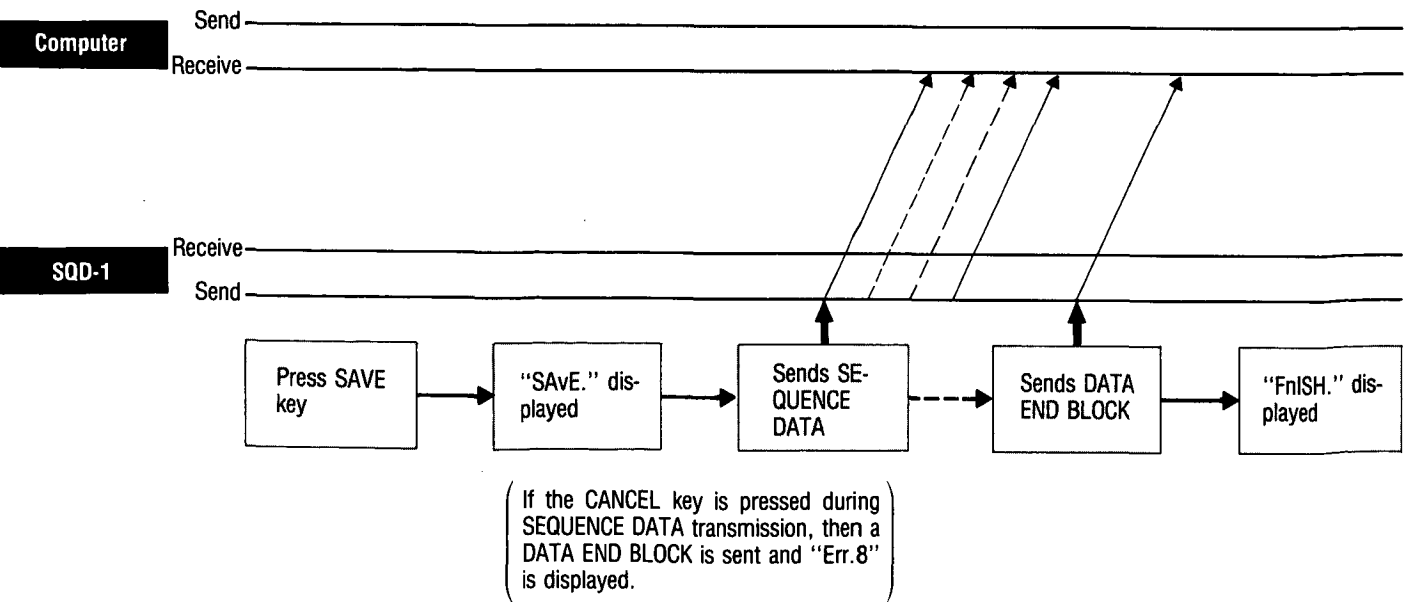 Send
Computer
Receive
Receive
SQD-1
Send
Press SAVE
key
"SAvE." dis-
played
Sends SE-
QUENCE
DATA
Sends DATA
END BLOCK
"FnISH." dis-
played
If the CANCEL key is pressed during
SEQUENCE DATA transmission, then a
DATA END BLOCK is sent and "Err.8"
is displayed.